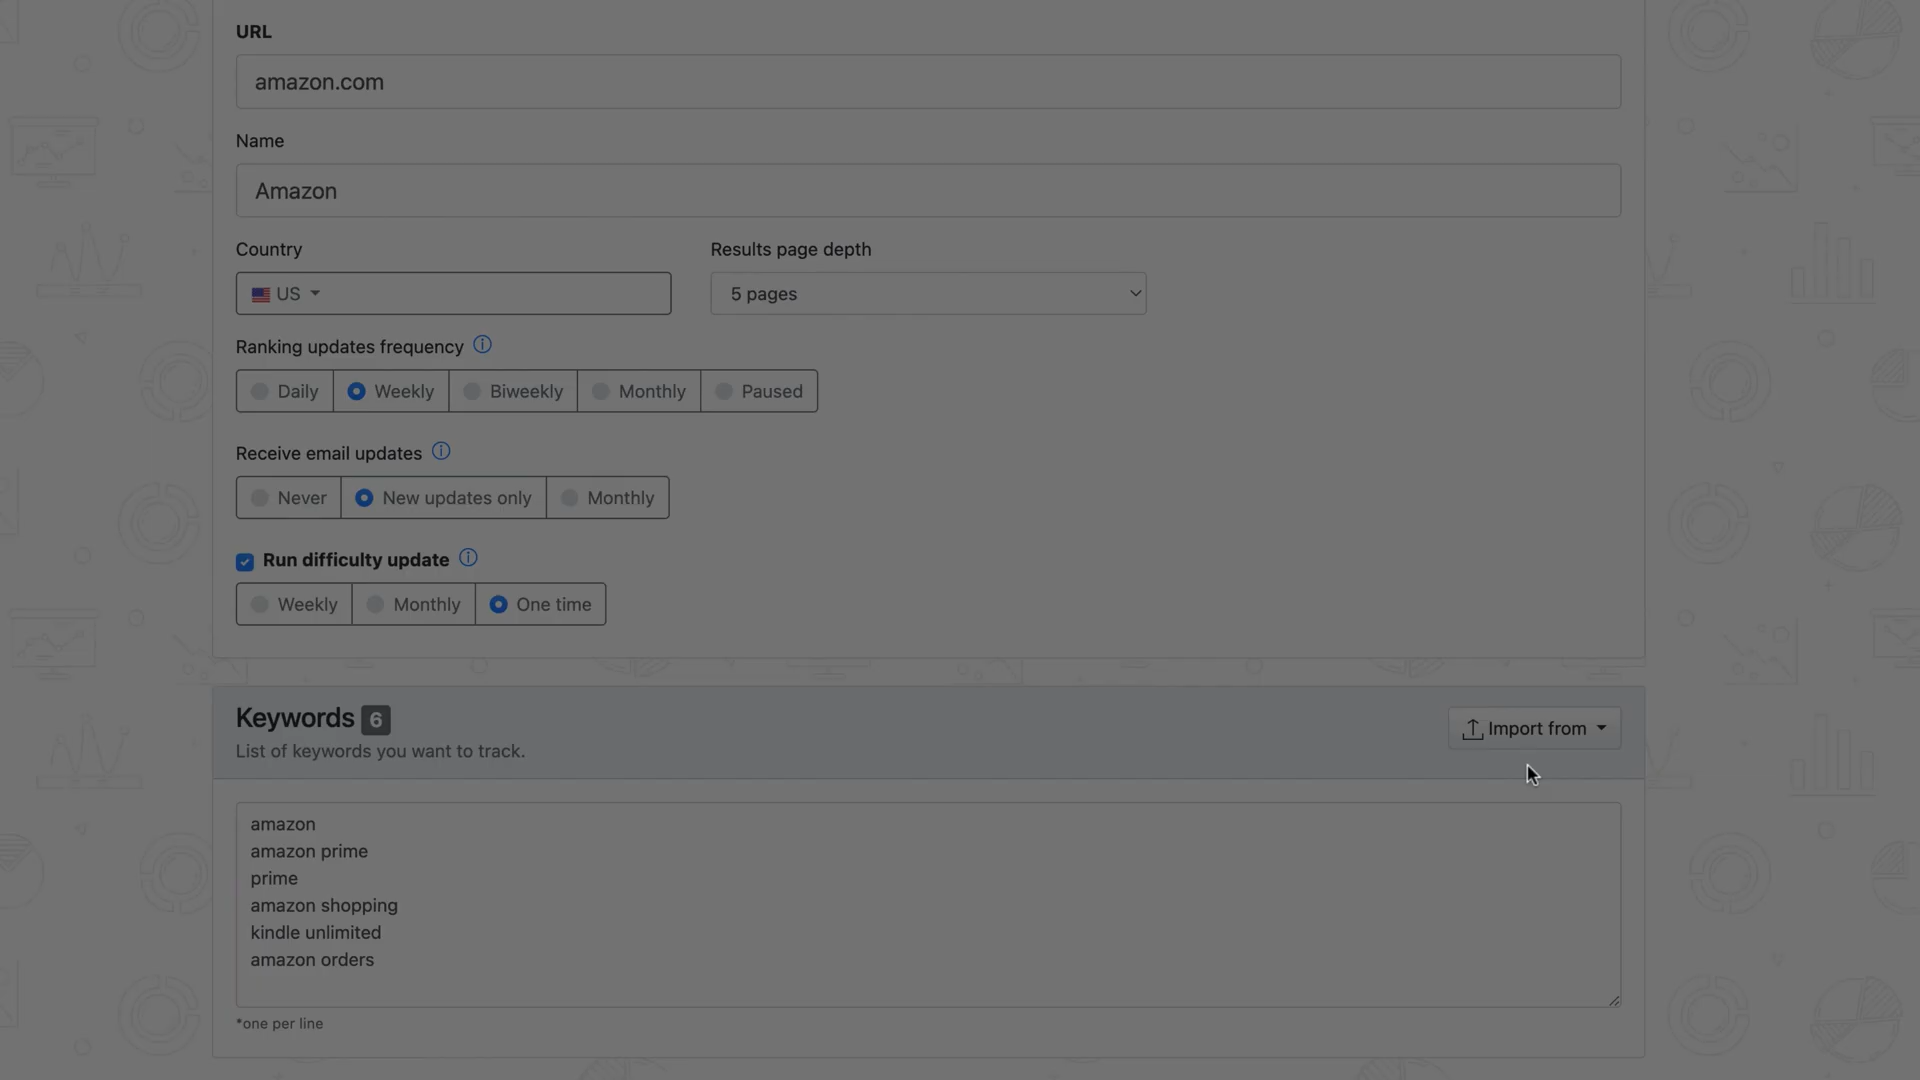 URL
amazon.com
Name
Amazon
Country
Results page depth
US
5 pages
Ranking updates frequency
Daily
Weekly
Biweekly
Monthly
Paused
Receive email updates
Never
New updates only
Monthly
Run difficulty update
Weekly
Monthly
One time
Keywords 6
List of keywords you want to track.
Import from
amazon
amazon prime
prime
amazon shopping
kindle unlimited
amazon orders
*one per line